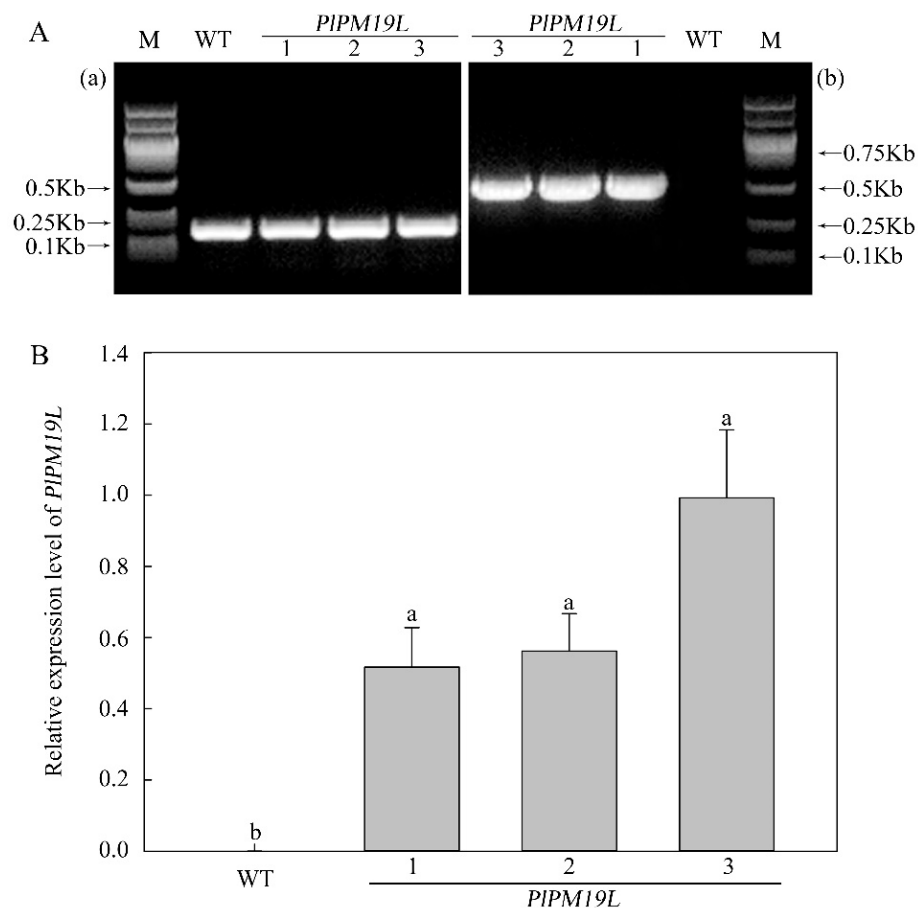 A
PlPM19L PlPM19L
M WT 1 2 3 3 2 1 WT M
(a) (b)
←0.75Kb
0.5Kb→ ←0.5Kb
0.25Kb→ ←0.25Kb
0.1Kb→ ←0.1Kb
B
Relative expression level of PlPM19L
1.4
1.2
1.0
0.8
0.6
0.4
0.2
0.0
b a a a
WT 1 2 3
PlPM19L